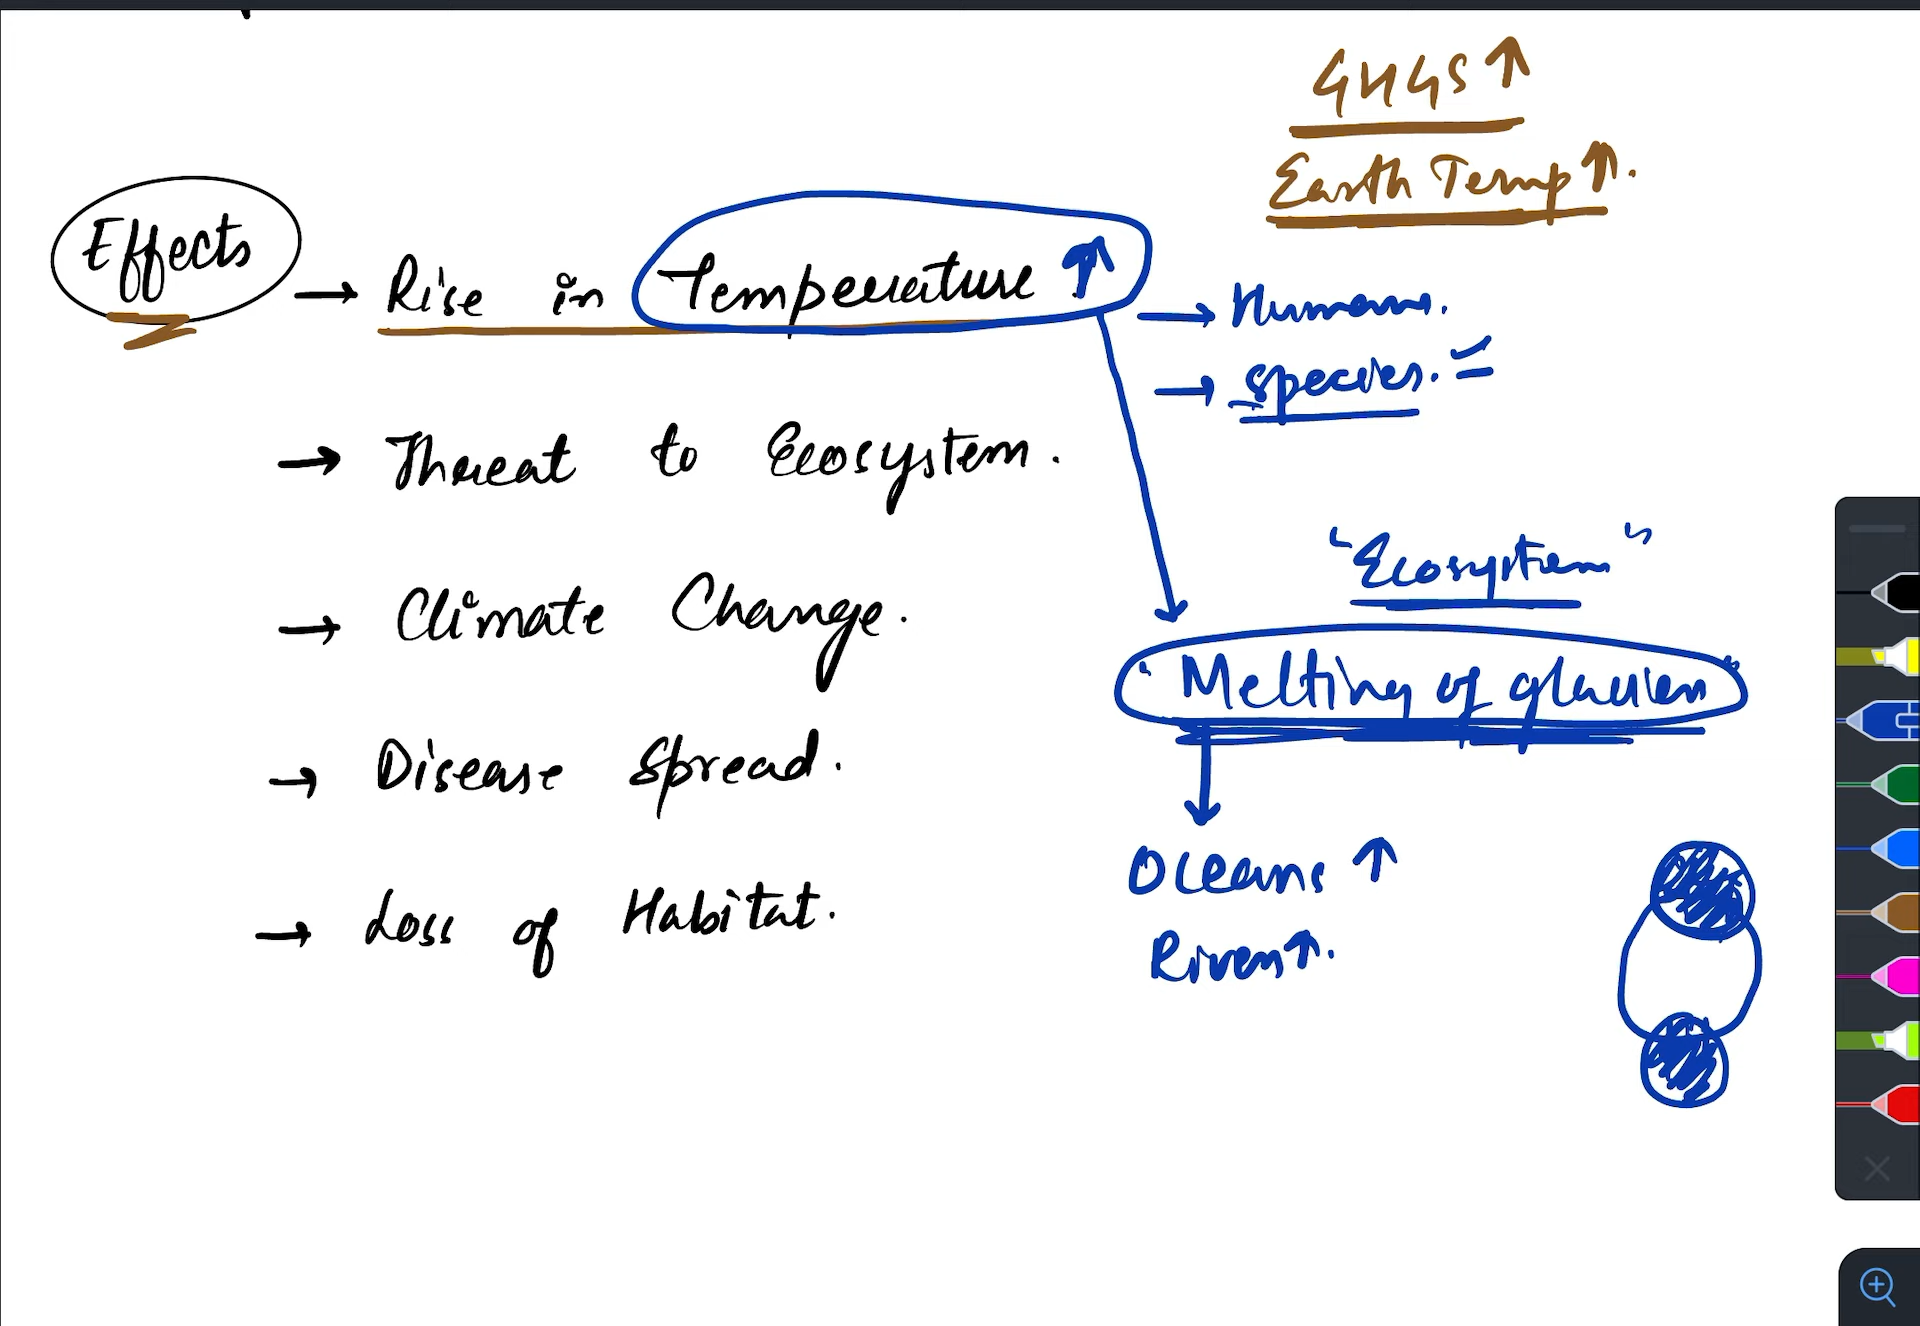 GHGS ↑
Earth Temp ↑.
Effects
→ Rise in Temperature ↑
→ Humans.
→ Species.
→ Threat to Ecosystem.
"Ecosystem"
→ Climate Change.
"Melting of glaciers"
→ Disease Spread.
Oceans ↑
→ Loss of Habitat.
Rivers ↑.